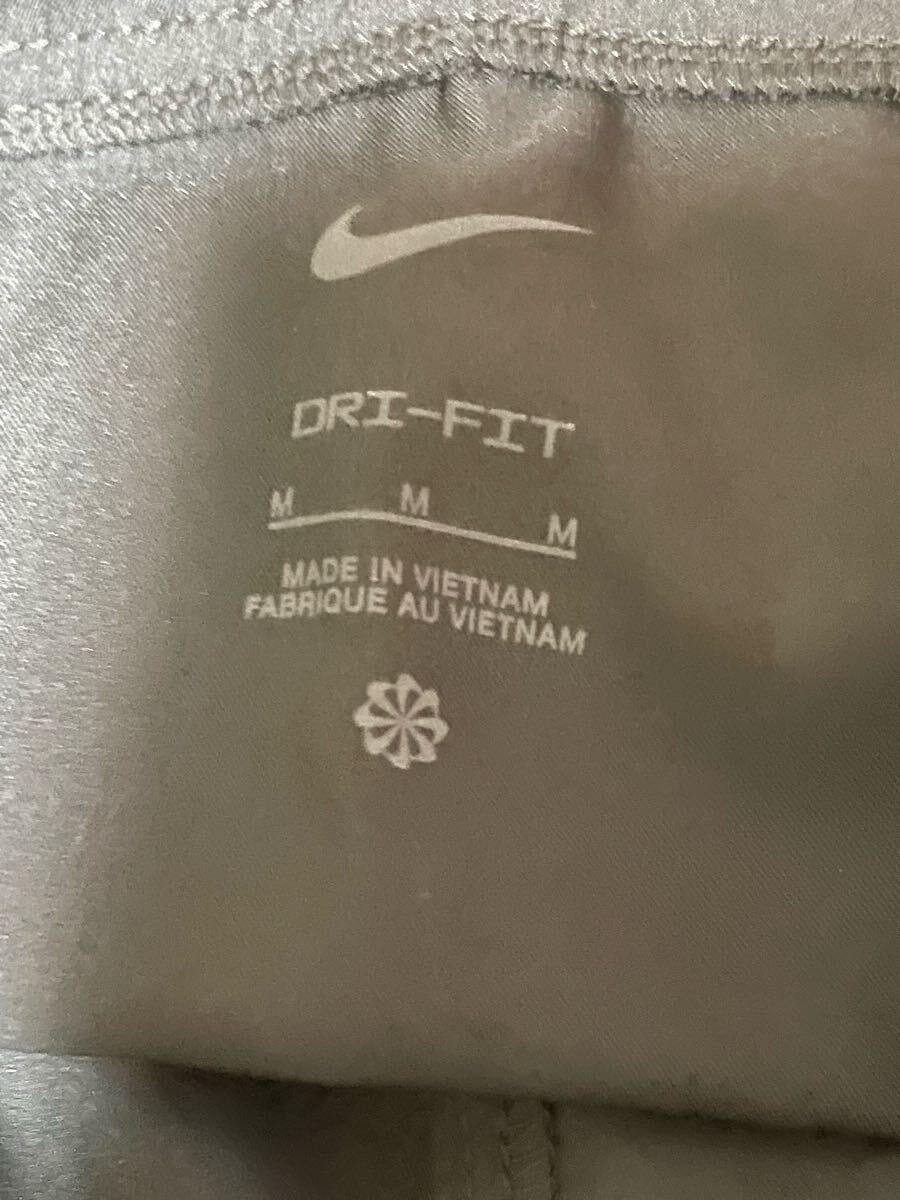 DRI-FIT
M M M
MADE IN VIETNAM
FABRIQUE AU VIETNAM